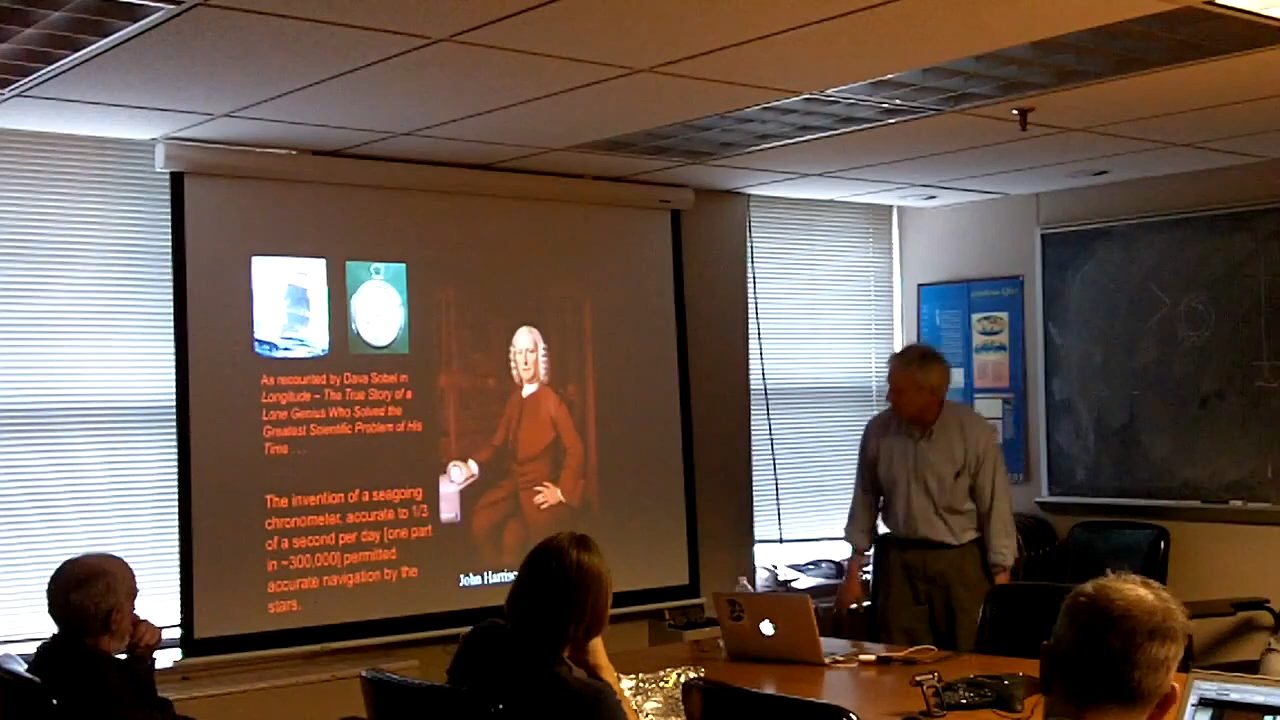 As recounted by Dava Sobel in
Longitude – The True Story of a
Lone Genius Who Solved the
Greatest Scientific Problem of His
Time . . .
The invention of a seagoing
chronometer, accurate to 1/3
of a second per day [one part
in ~300,000] permitted
accurate navigation by the
stars.
John